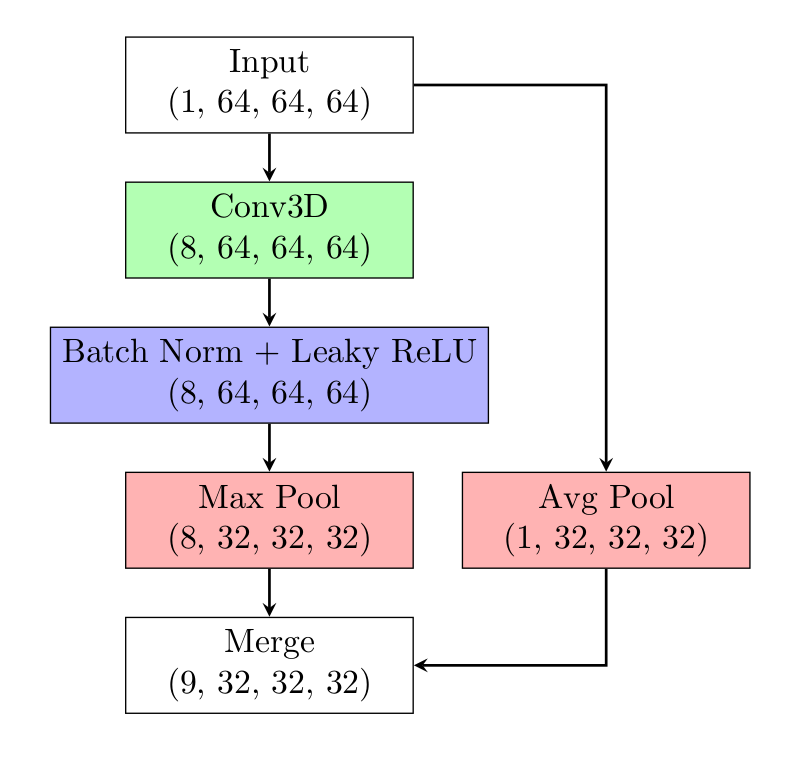 Input
(1, 64, 64, 64)
Conv3D
(8, 64, 64, 64)
Batch Norm + Leaky ReLU
(8, 64, 64, 64)
Max Pool
(8, 32, 32, 32)
Avg Pool
(1, 32, 32, 32)
Merge
(9, 32, 32, 32)